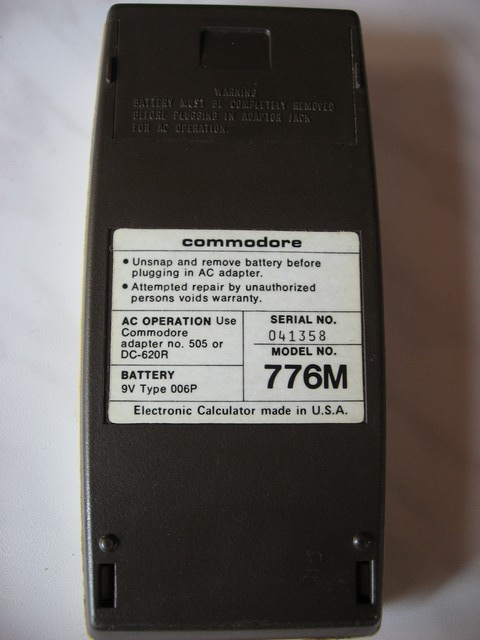 WARNING
BATTERY MUST BE COMPLETELY REMOVED
BEFORE PLUGGING IN ADAPTOR JACK
FOR AC OPERATION.
commodore
• Unsnap and remove battery before
plugging in AC adapter.
• Attempted repair by unauthorized
persons voids warranty.
AC OPERATION Use
Commodore
adapter no. 505 or
DC-620R
BATTERY
9V Type 006P
SERIAL NO.
041358
MODEL NO.
776M
Electronic Calculator made in U.S.A.